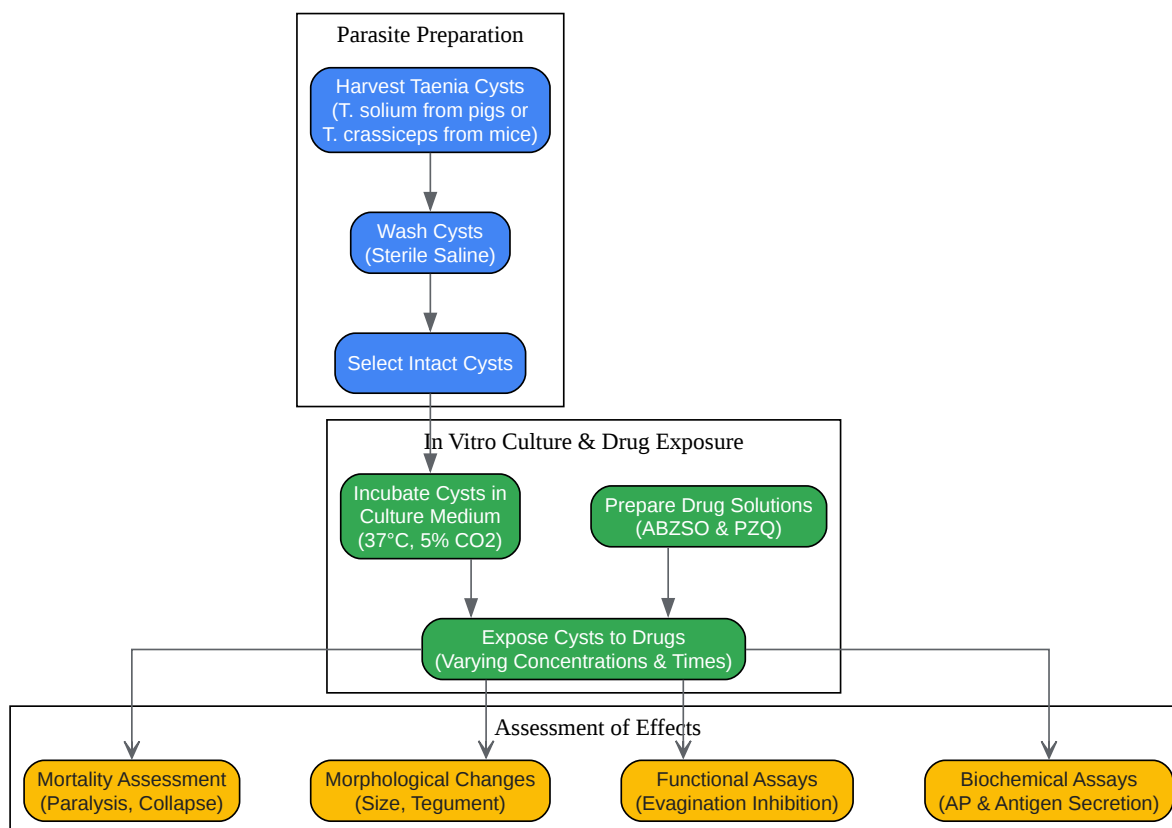 Parasite Preparation
Harvest Taenia Cysts
(T. solium from pigs or
T. crassiceps from mice)
Wash Cysts
(Sterile Saline)
Select Intact Cysts
In Vitro Culture & Drug Exposure
Incubate Cysts in
Culture Medium
(37°C, 5% CO2)
Prepare Drug Solutions
(ABZSO & PZQ)
Expose Cysts to Drugs
(Varying Concentrations & Times)
Assessment of Effects
Mortality Assessment
(Paralysis, Collapse)
Morphological Changes
(Size, Tegument)
Functional Assays
(Evagination Inhibition)
Biochemical Assays
(AP & Antigen Secretion)